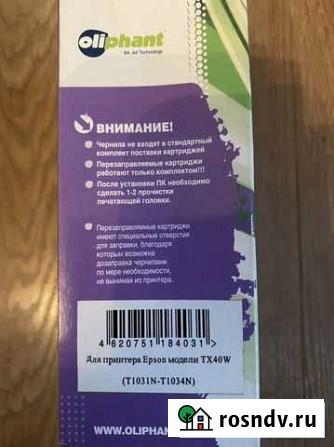 oliphant
Ink Jet Technology
ВНИМАНИЕ!
Чернила не входят в стандартный
комплект поставки картриджей
Перезаправляемые картриджи
работают только комплектом!!!
После установки ПК необходимо
сделать 1-2 прочистки
печатающей головки.
Перезаправляемые картриджи
имеют специальные отверстия
для заправки, благодаря
которым возможна
дозаправка чернилами
по мере необходимости,
не вынимая из принтера.
4 620751 184031 >
Для принтера Epson модели TX40W
(T1031N-T1034N)
WWW.OLIPHANT
rosndv.ru